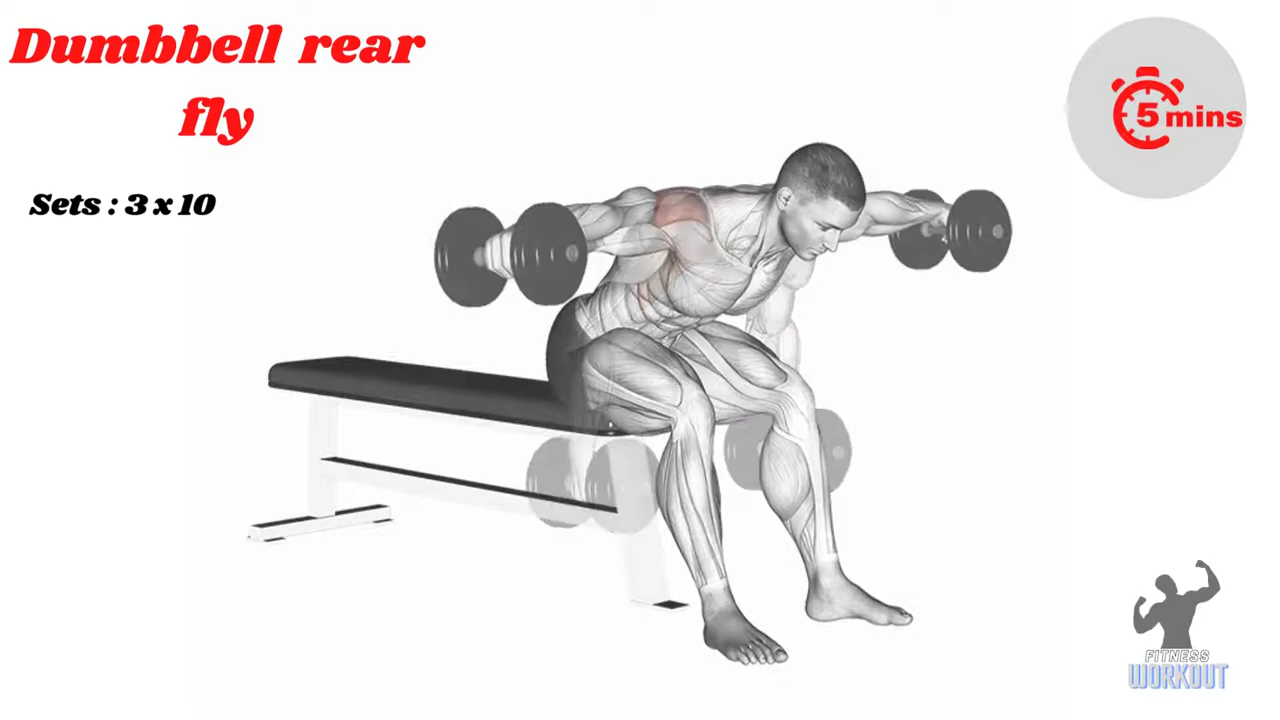 Dumbbell rear
fly
Sets : 3 x 10
5 mins
FITNESS
WORKOUT